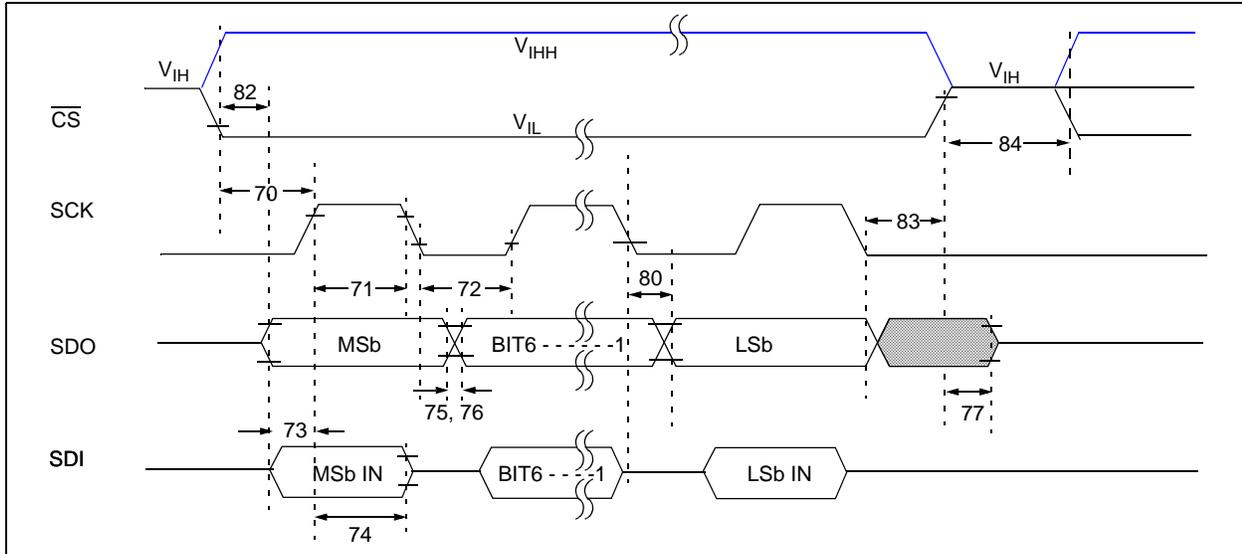 V_IHH
V_IH
V_IH
82
CS
V_IL
84
70
SCK
83
80
71
72
SDO
MSb
BIT6 - - - - - -1
LSb
75, 76
77
73
SDI
MSb IN
BIT6 - - - - -1
LSb IN
74